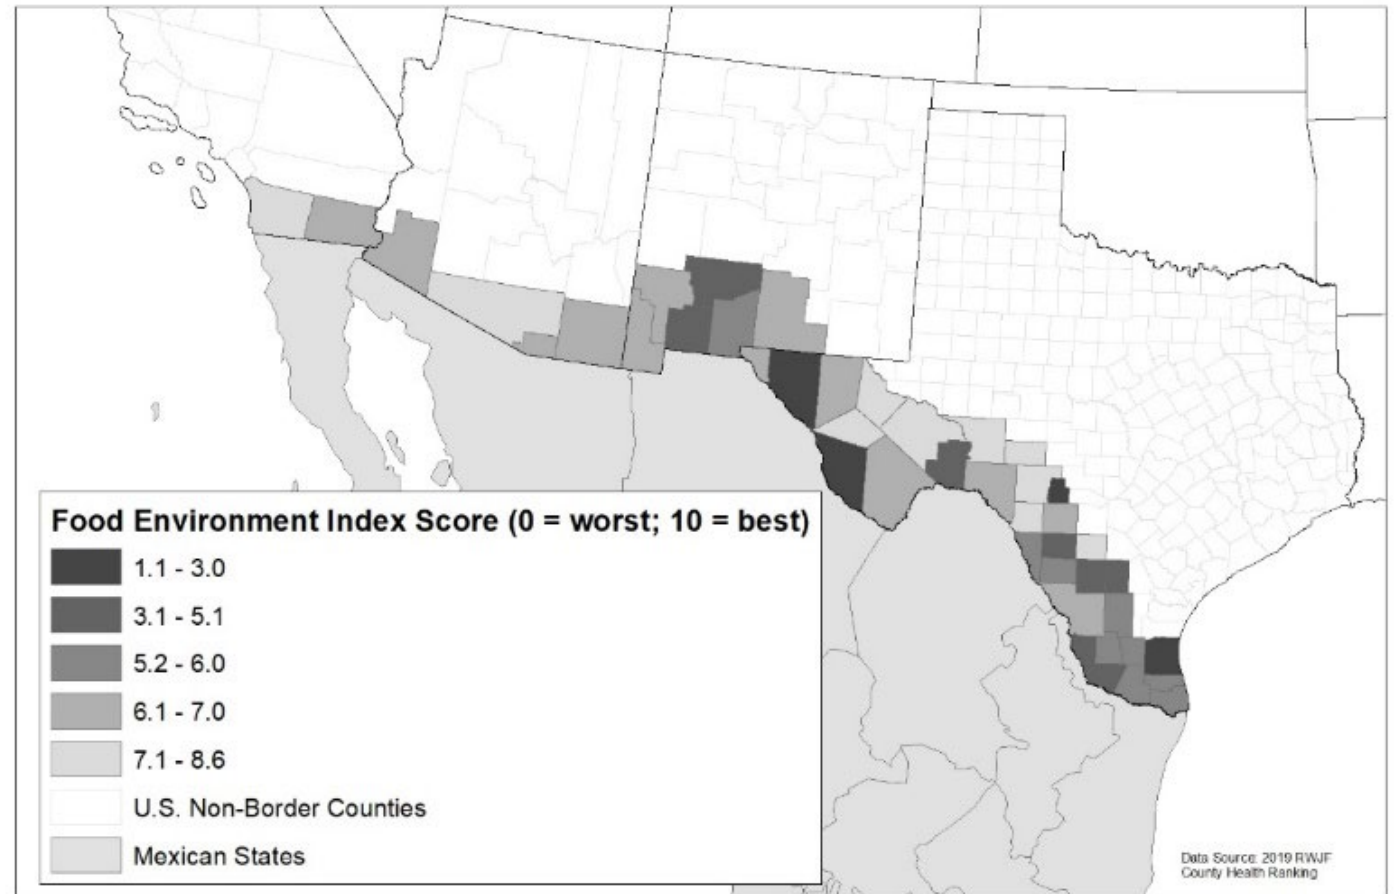 Food Environment Index Score (0 = worst; 10 = best)
1.1 - 3.0
3.1 - 5.1
5.2 - 6.0
6.1 - 7.0
7.1 - 8.6
U.S. Non-Border Counties
Mexican States
Data Source: 2019 RWJF
County Health Ranking